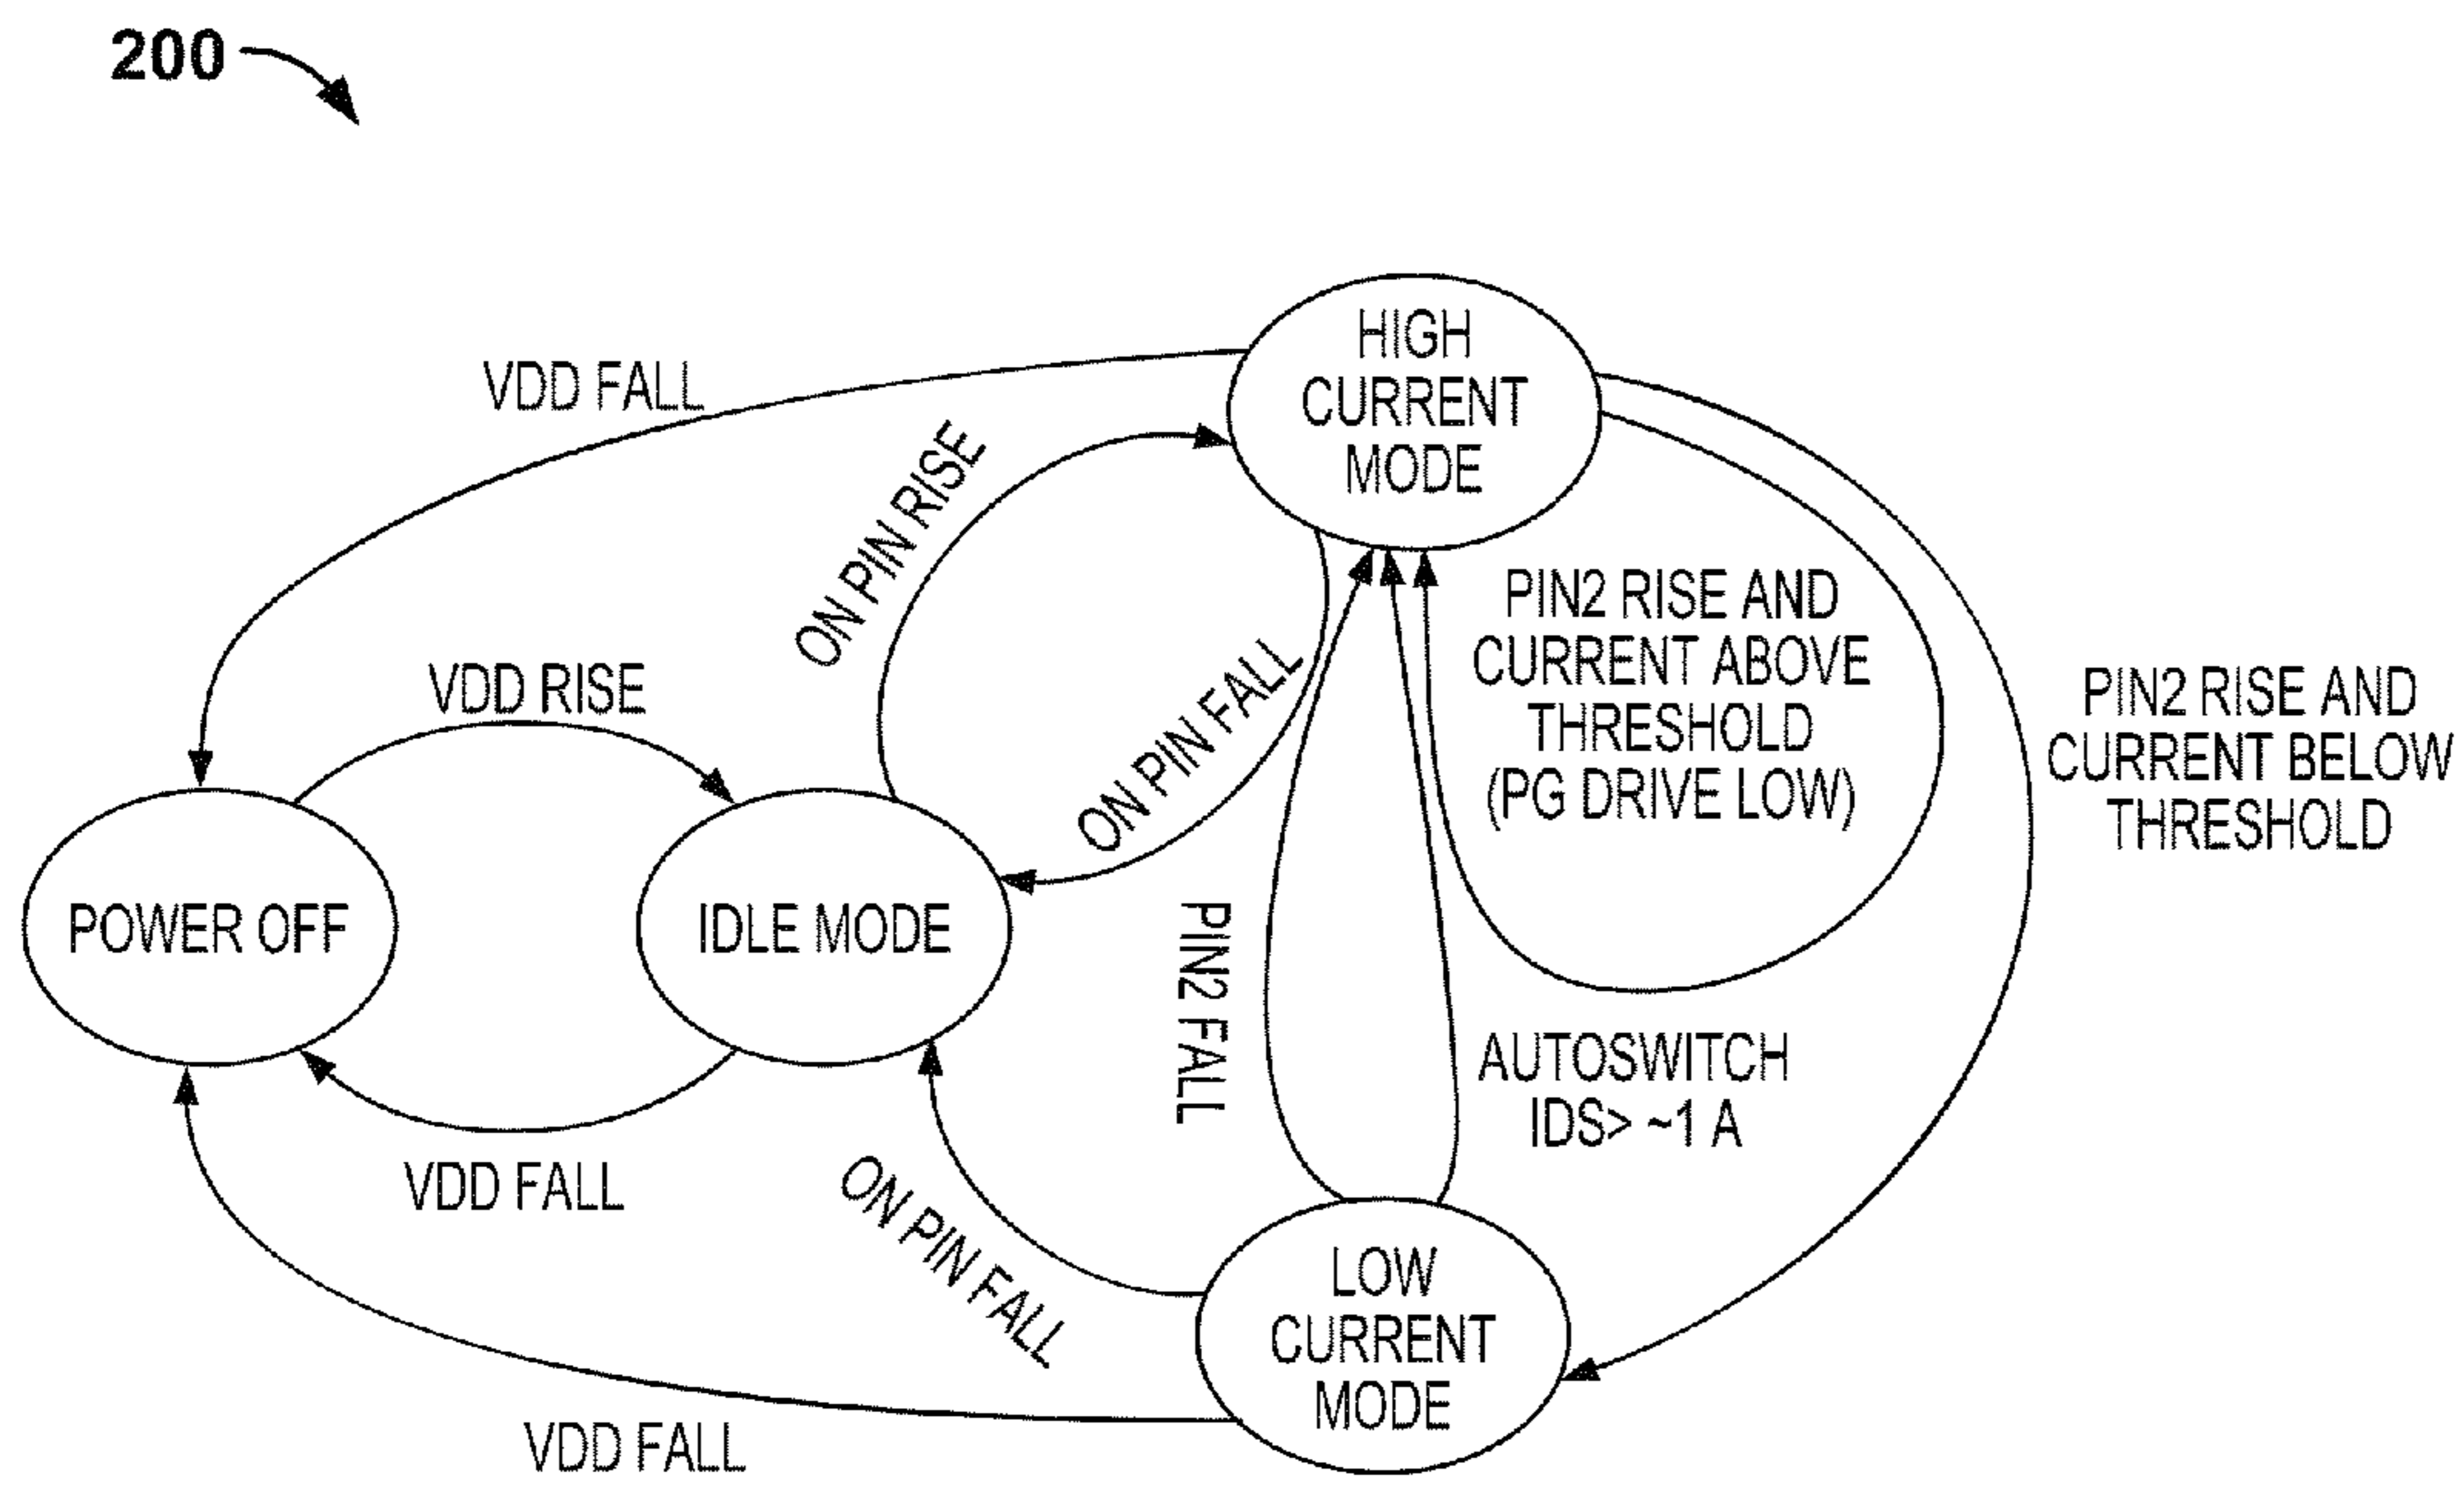 200
HIGH
CURRENT
MODE
VDD FALL
ON PIN RISE
PIN2 RISE AND
CURRENT ABOVE
THRESHOLD
(PG DRIVE LOW)
PIN2 RISE AND
CURRENT BELOW
THRESHOLD
VDD RISE
ON PIN FALL
POWER OFF
IDLE MODE
PIN2 FALL
AUTOSWITCH
IDS> ~1 A
VDD FALL
ON PIN FALL
LOW
CURRENT
MODE
VDD FALL